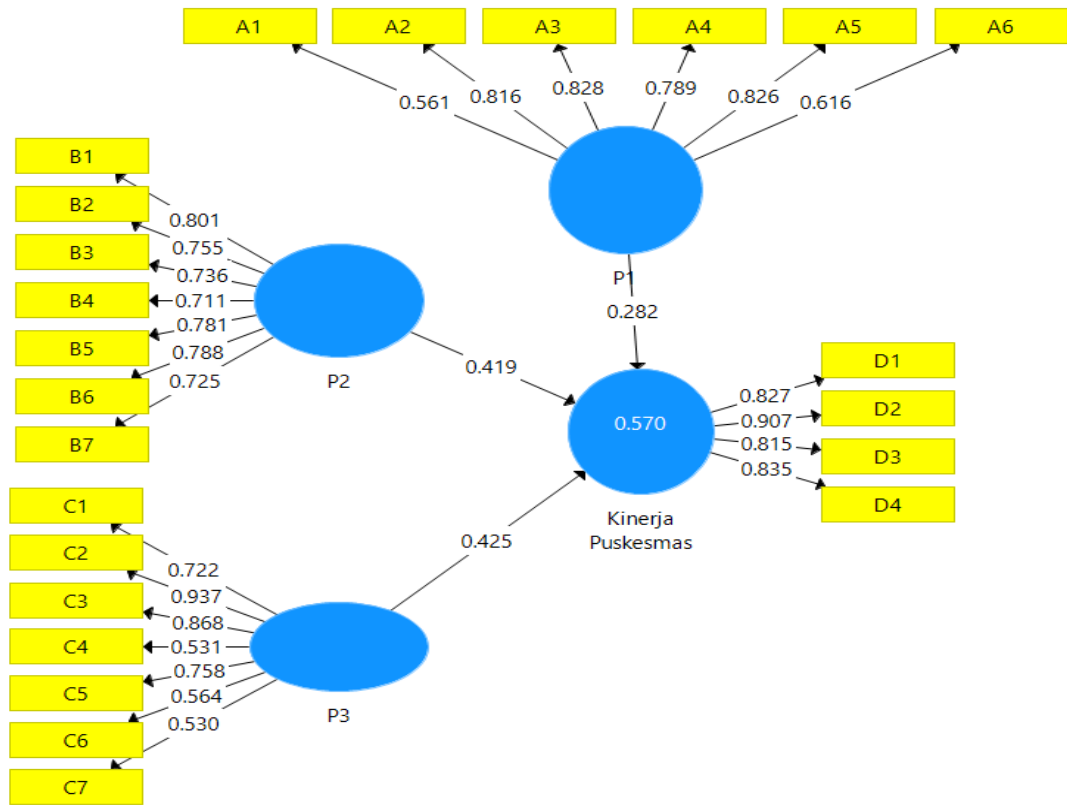 A1
A2
A3
A4
A5
A6
0.561
0.816
0.828
0.789
0.826
0.616
P1
0.282
B1
B2
B3
B4
B5
B6
B7
0.801
0.755
0.736
0.711
0.781
0.788
0.725
P2
0.419
0.570
Kinerja
Puskesmas
0.827
0.907
0.815
0.835
D1
D2
D3
D4
C1
C2
C3
C4
C5
C6
C7
0.722
0.937
0.868
0.531
0.758
0.564
0.530
P3
0.425